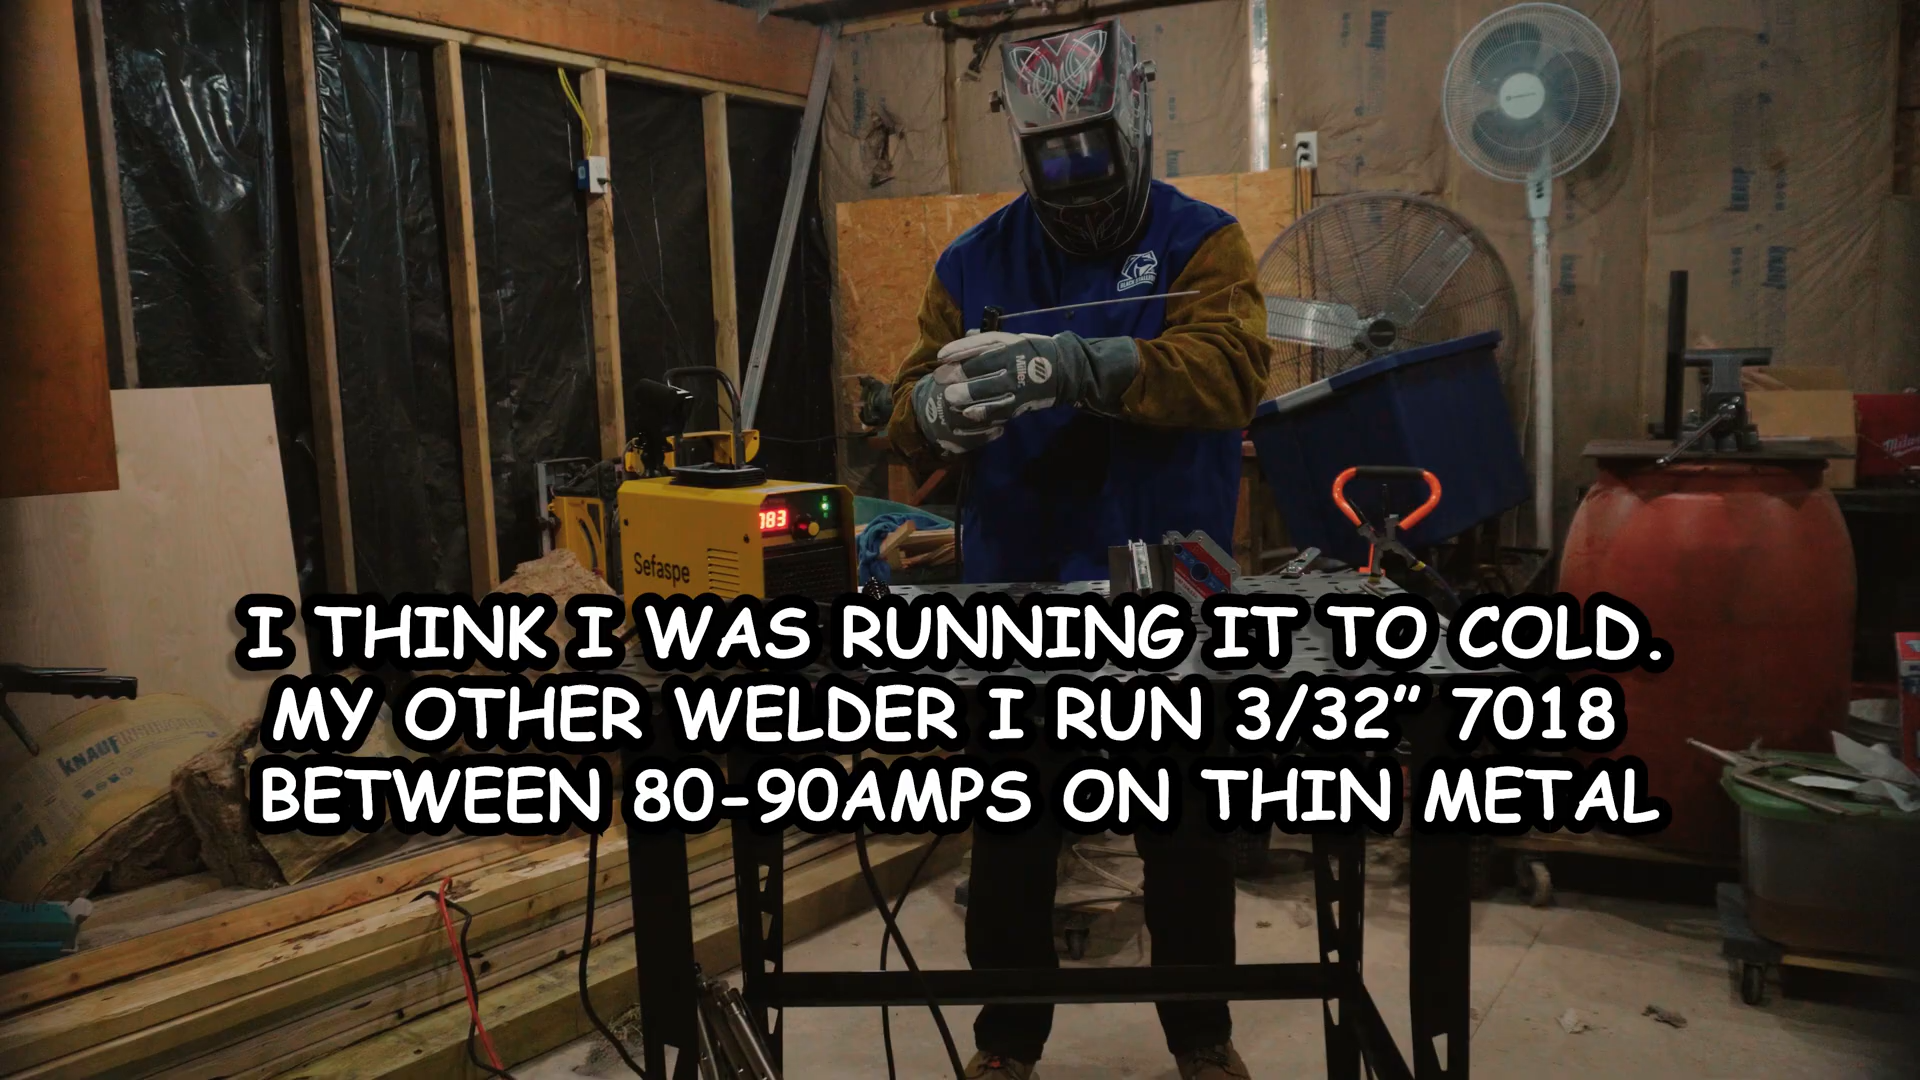 Miller
083
Sefaspe
I THINK I WAS RUNNING IT TO COLD.
MY OTHER WELDER I RUN 3/32” 7018
BETWEEN 80-90AMPS ON THIN METAL
KNAUF